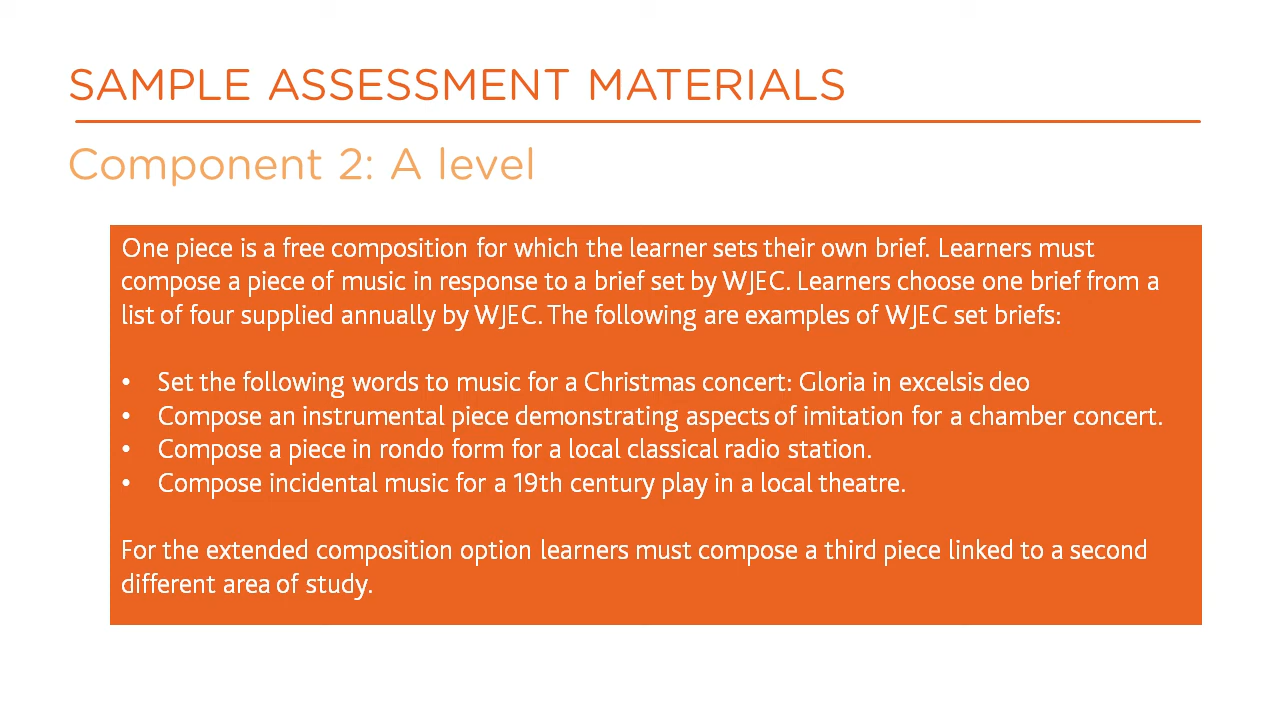 SAMPLE ASSESSMENT MATERIALS
Component 2: A level
One piece is a free composition for which the learner sets their own brief. Learners must
compose a piece of music in response to a brief set by WJEC. Learners choose one brief from a
list of four supplied annually by WJEC. The following are examples of WJEC set briefs:
• Set the following words to music for a Christmas concert: Gloria in excelsis deo
• Compose an instrumental piece demonstrating aspects of imitation for a chamber concert.
• Compose a piece in rondo form for a local classical radio station.
• Compose incidental music for a 19th century play in a local theatre.
For the extended composition option learners must compose a third piece linked to a second
different area of study.